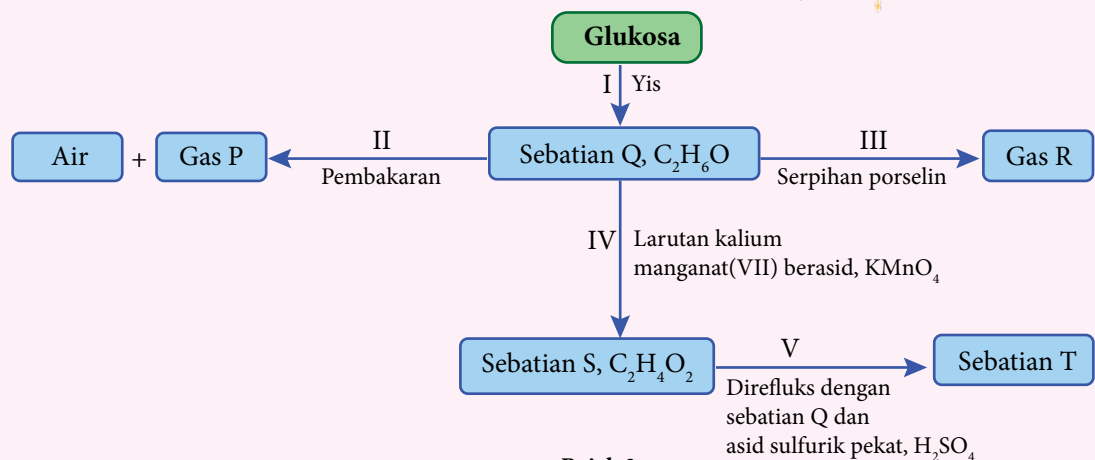 Glukosa
I Yis
Air + Gas P
II
Pembakaran
Sebatian Q, C₂H₆O
III
Serpihan porselin
Gas R
IV Larutan kalium
manganat(VII) berasid, KMnO₄
Sebatian S, C₂H₄O₂
V
Direfluks dengan
sebatian Q dan
asid sulfurik pekat, H₂SO₄
Sebatian T